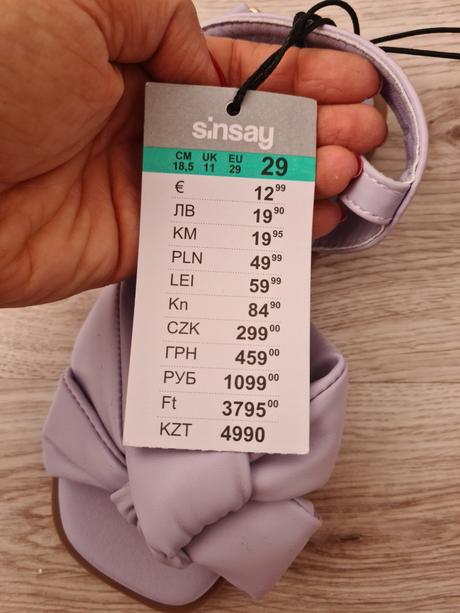 sinsay
CM UK EU 29
18,5 11 29
€ 12⁹⁹
ЛВ 19⁹⁰
KM 19⁹⁵
PLN 49⁹⁹
LEI 59⁹⁹
Kn 84⁹⁰
CZK 299⁰⁰
ГРН 459⁰⁰
РУБ 1099⁰⁰
Ft 3795⁰⁰
KZT 4990